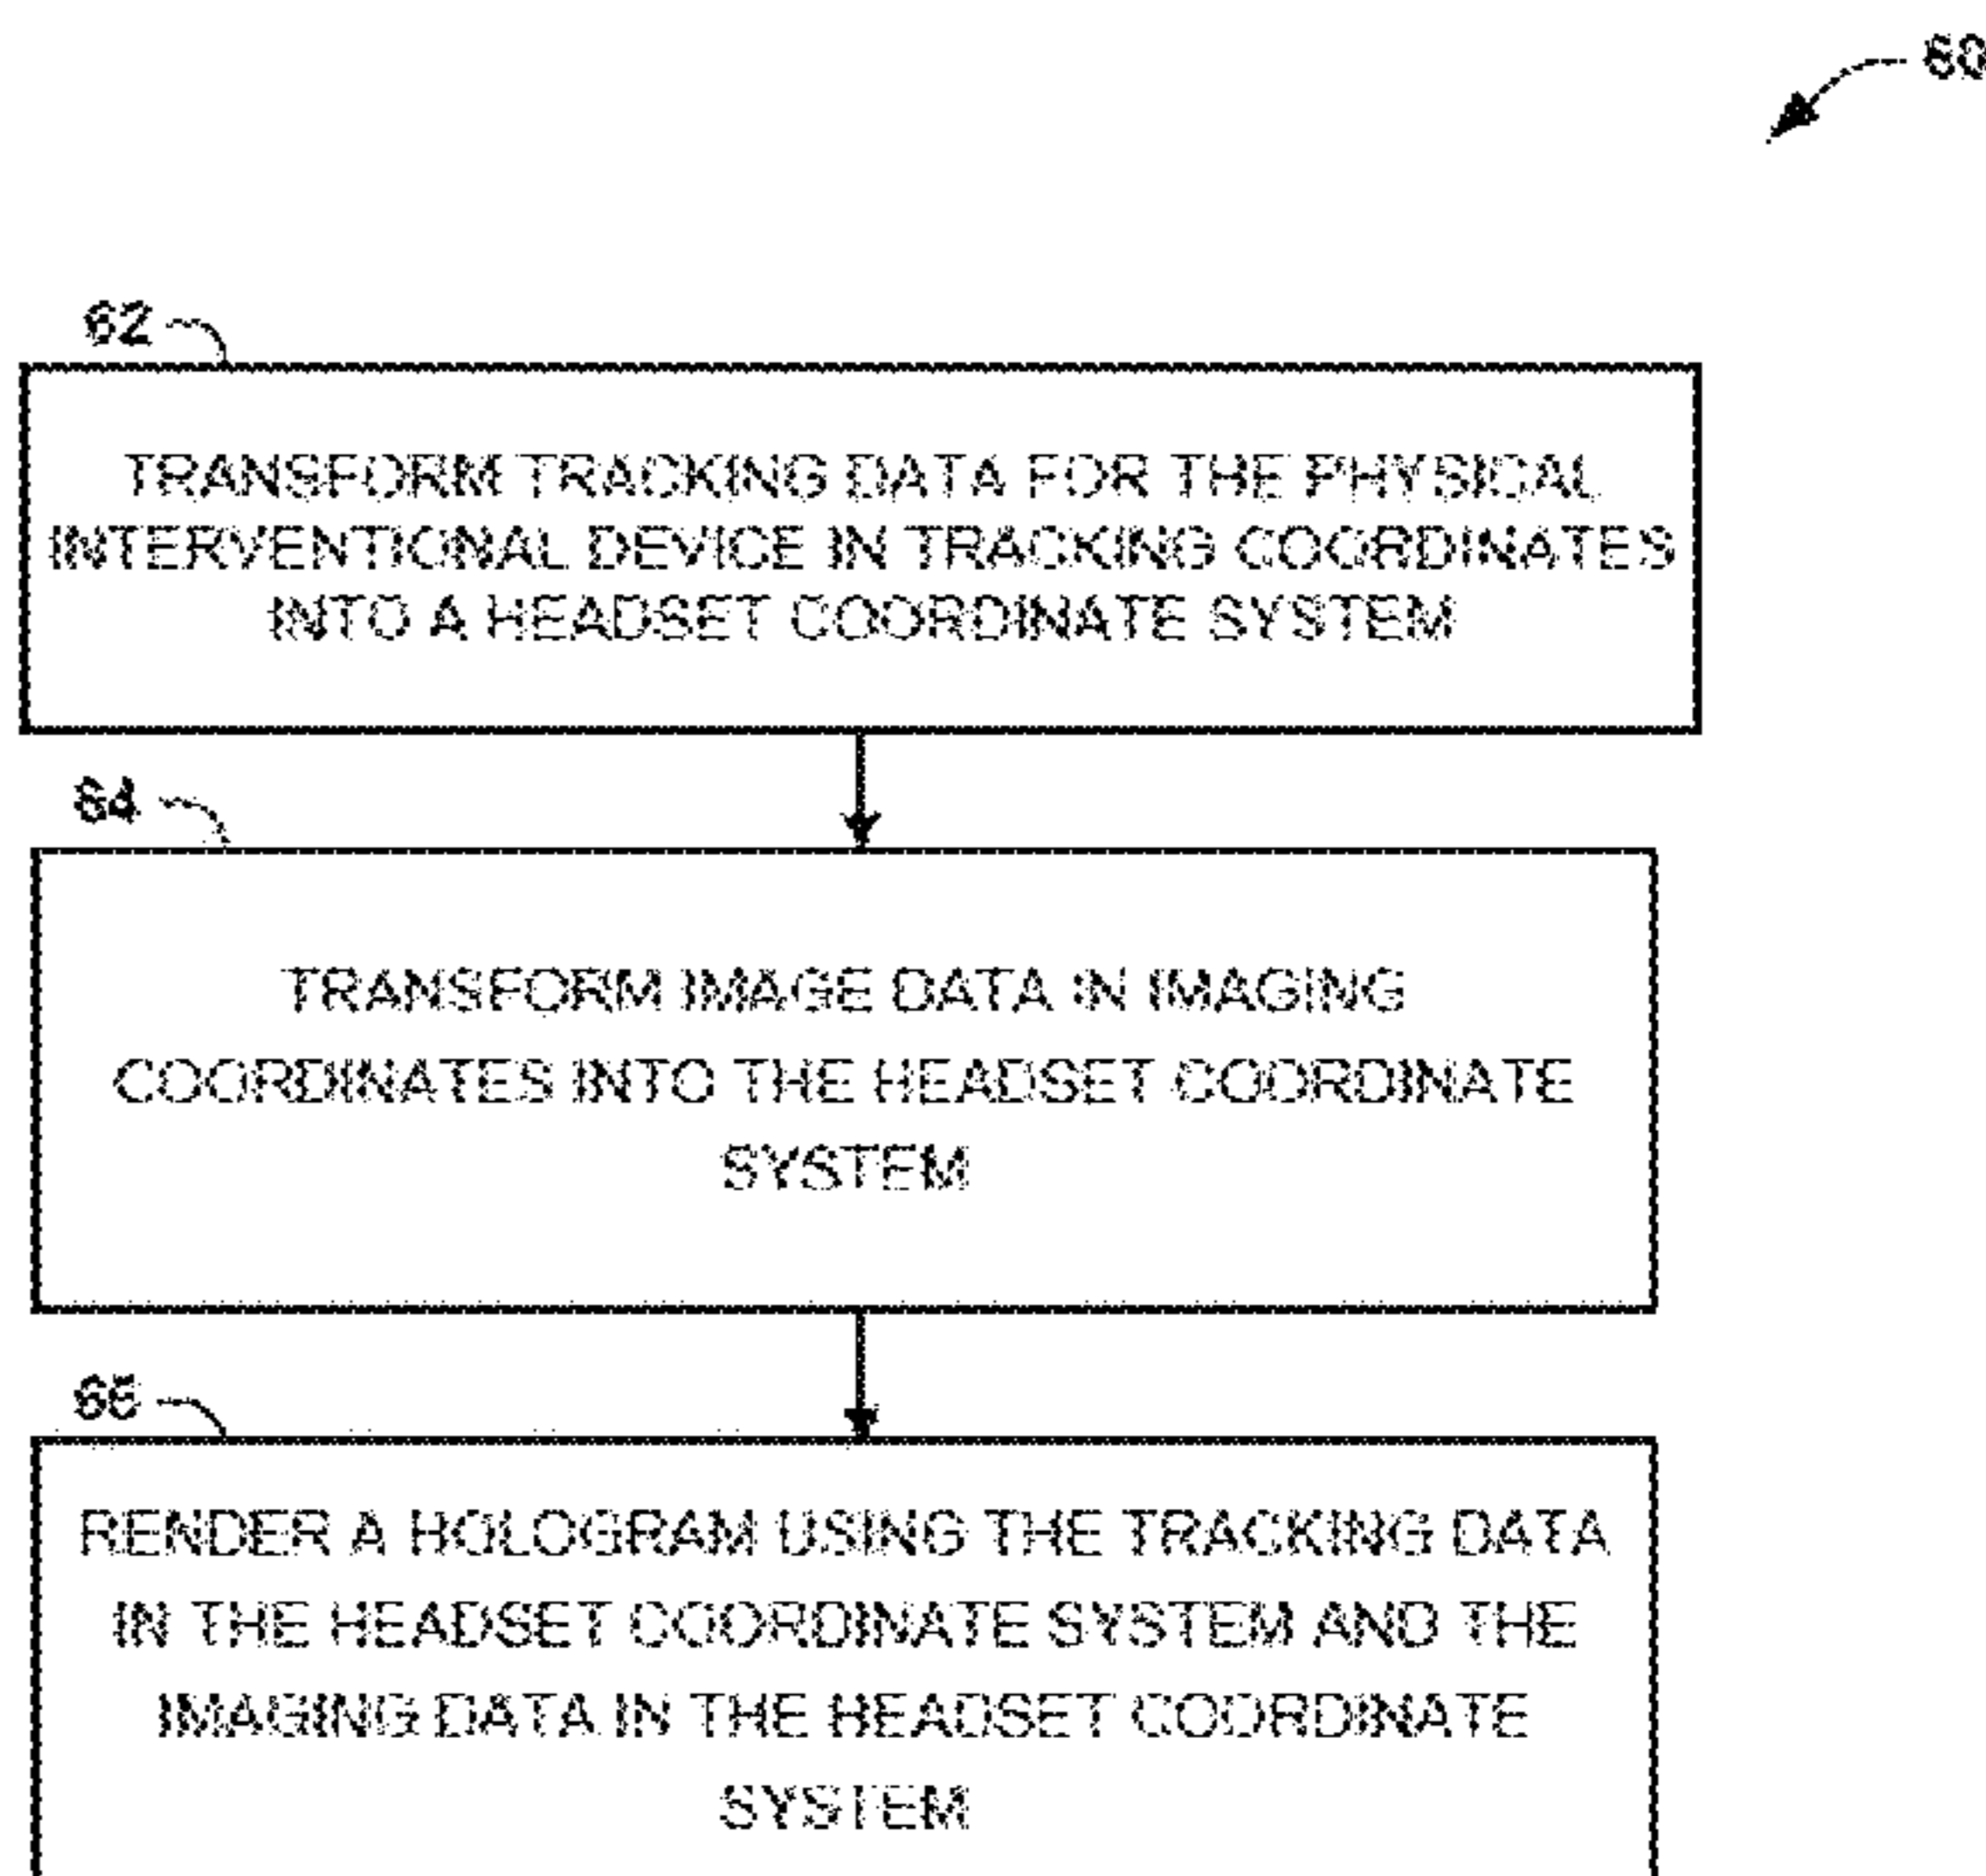 60
62
TRANSFORM TRACKING DATA FOR THE PHYSICAL
INTERVENTIONAL DEVICE IN TRACKING COORDINATES
INTO A HEADSET COORDINATE SYSTEM
64
TRANSFORM IMAGE DATA IN IMAGING
COORDINATES INTO THE HEADSET COORDINATE
SYSTEM
66
RENDER A HOLOGRAM USING THE TRACKING DATA
IN THE HEADSET COORDINATE SYSTEM AND THE
IMAGING DATA IN THE HEADSET COORDINATE
SYSTEM